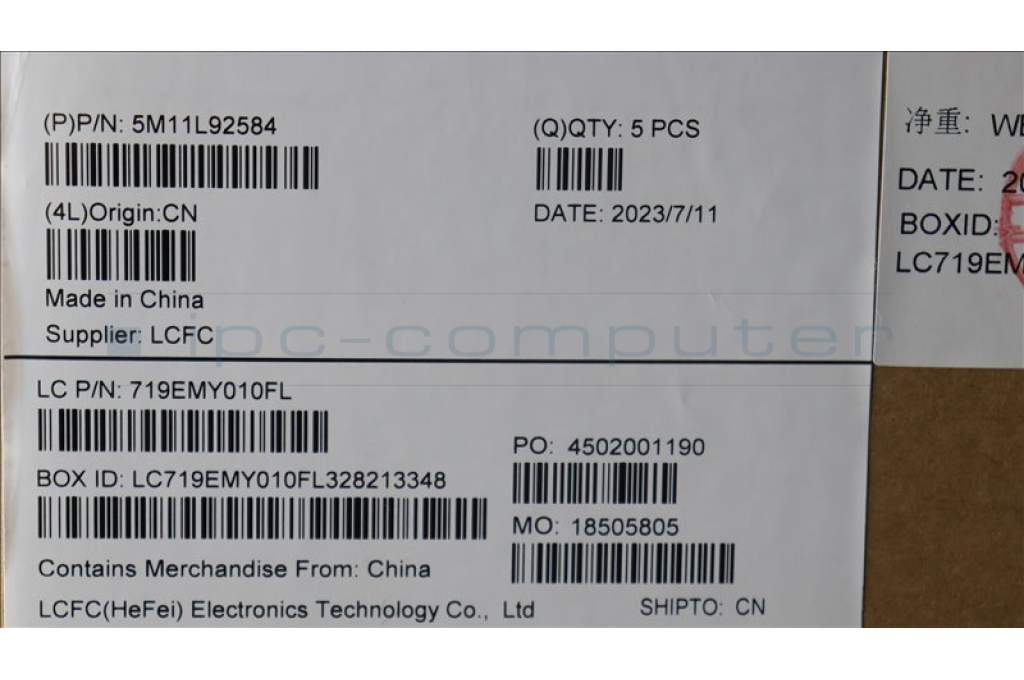 (P)P/N: 5M11L92584
(Q)QTY: 5 PCS
(4L)Origin:CN
DATE: 2023/7/11
Made in China
Supplier: LCFC
ipc-computer
LC P/N: 719EMY010FL
PO: 4502001190
BOX ID: LC719EMY010FL328213348
MO: 18505805
Contains Merchandise From: China
LCFC(HeFei) Electronics Technology Co., Ltd
SHIPTO: CN
净重:
DATE:
BOXID: